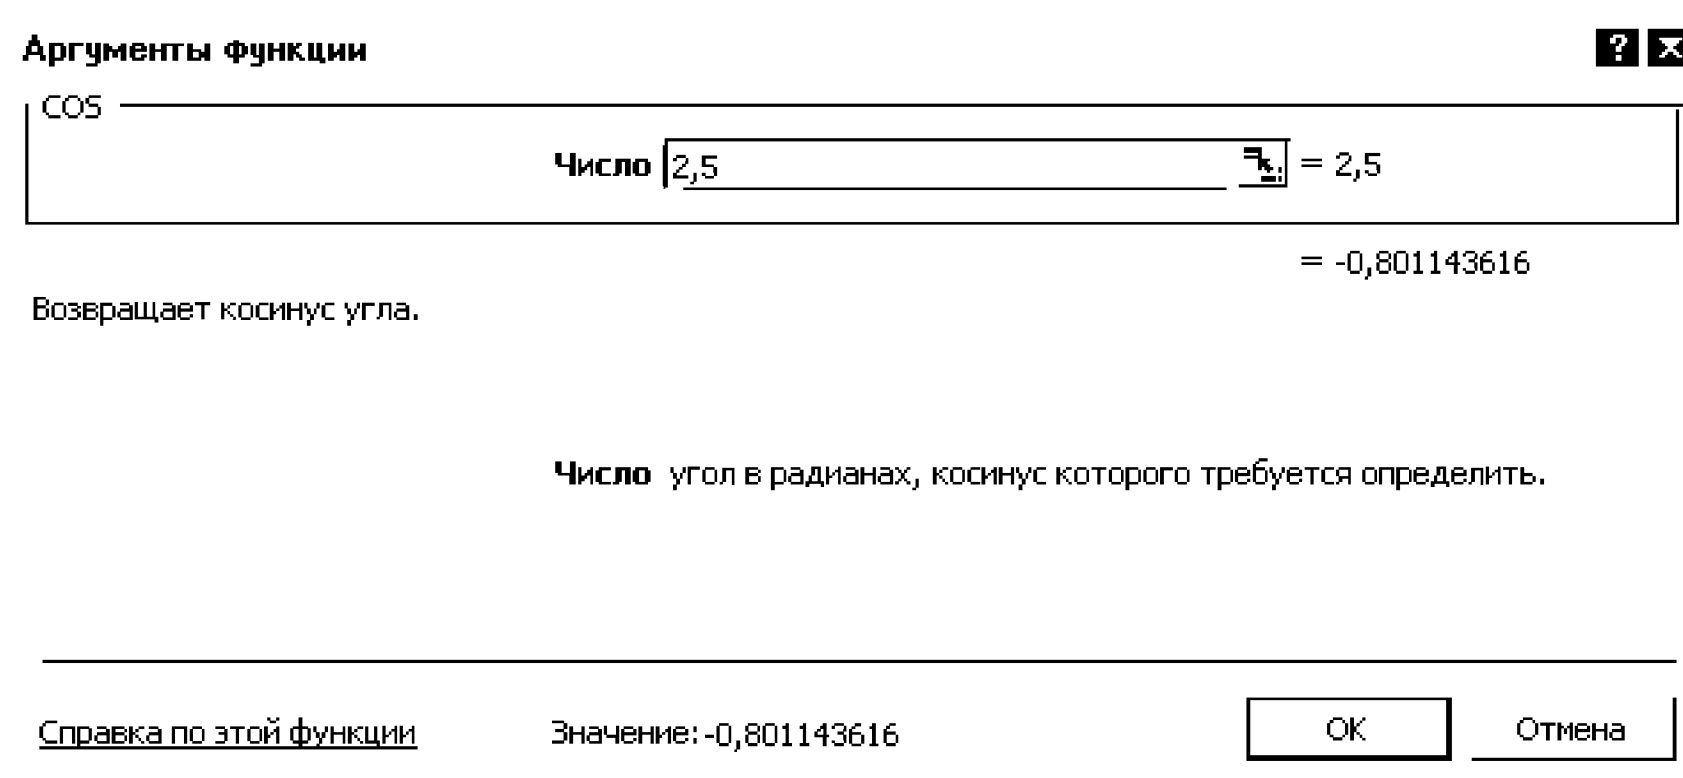 Аргументы функции
COS
Число 2,5 = 2,5
= -0,801143616
Возвращает косинус угла.
Число угол в радианах, косинус которого требуется определить.
Справка по этой функции Значение: -0,801143616 ОК Отмена